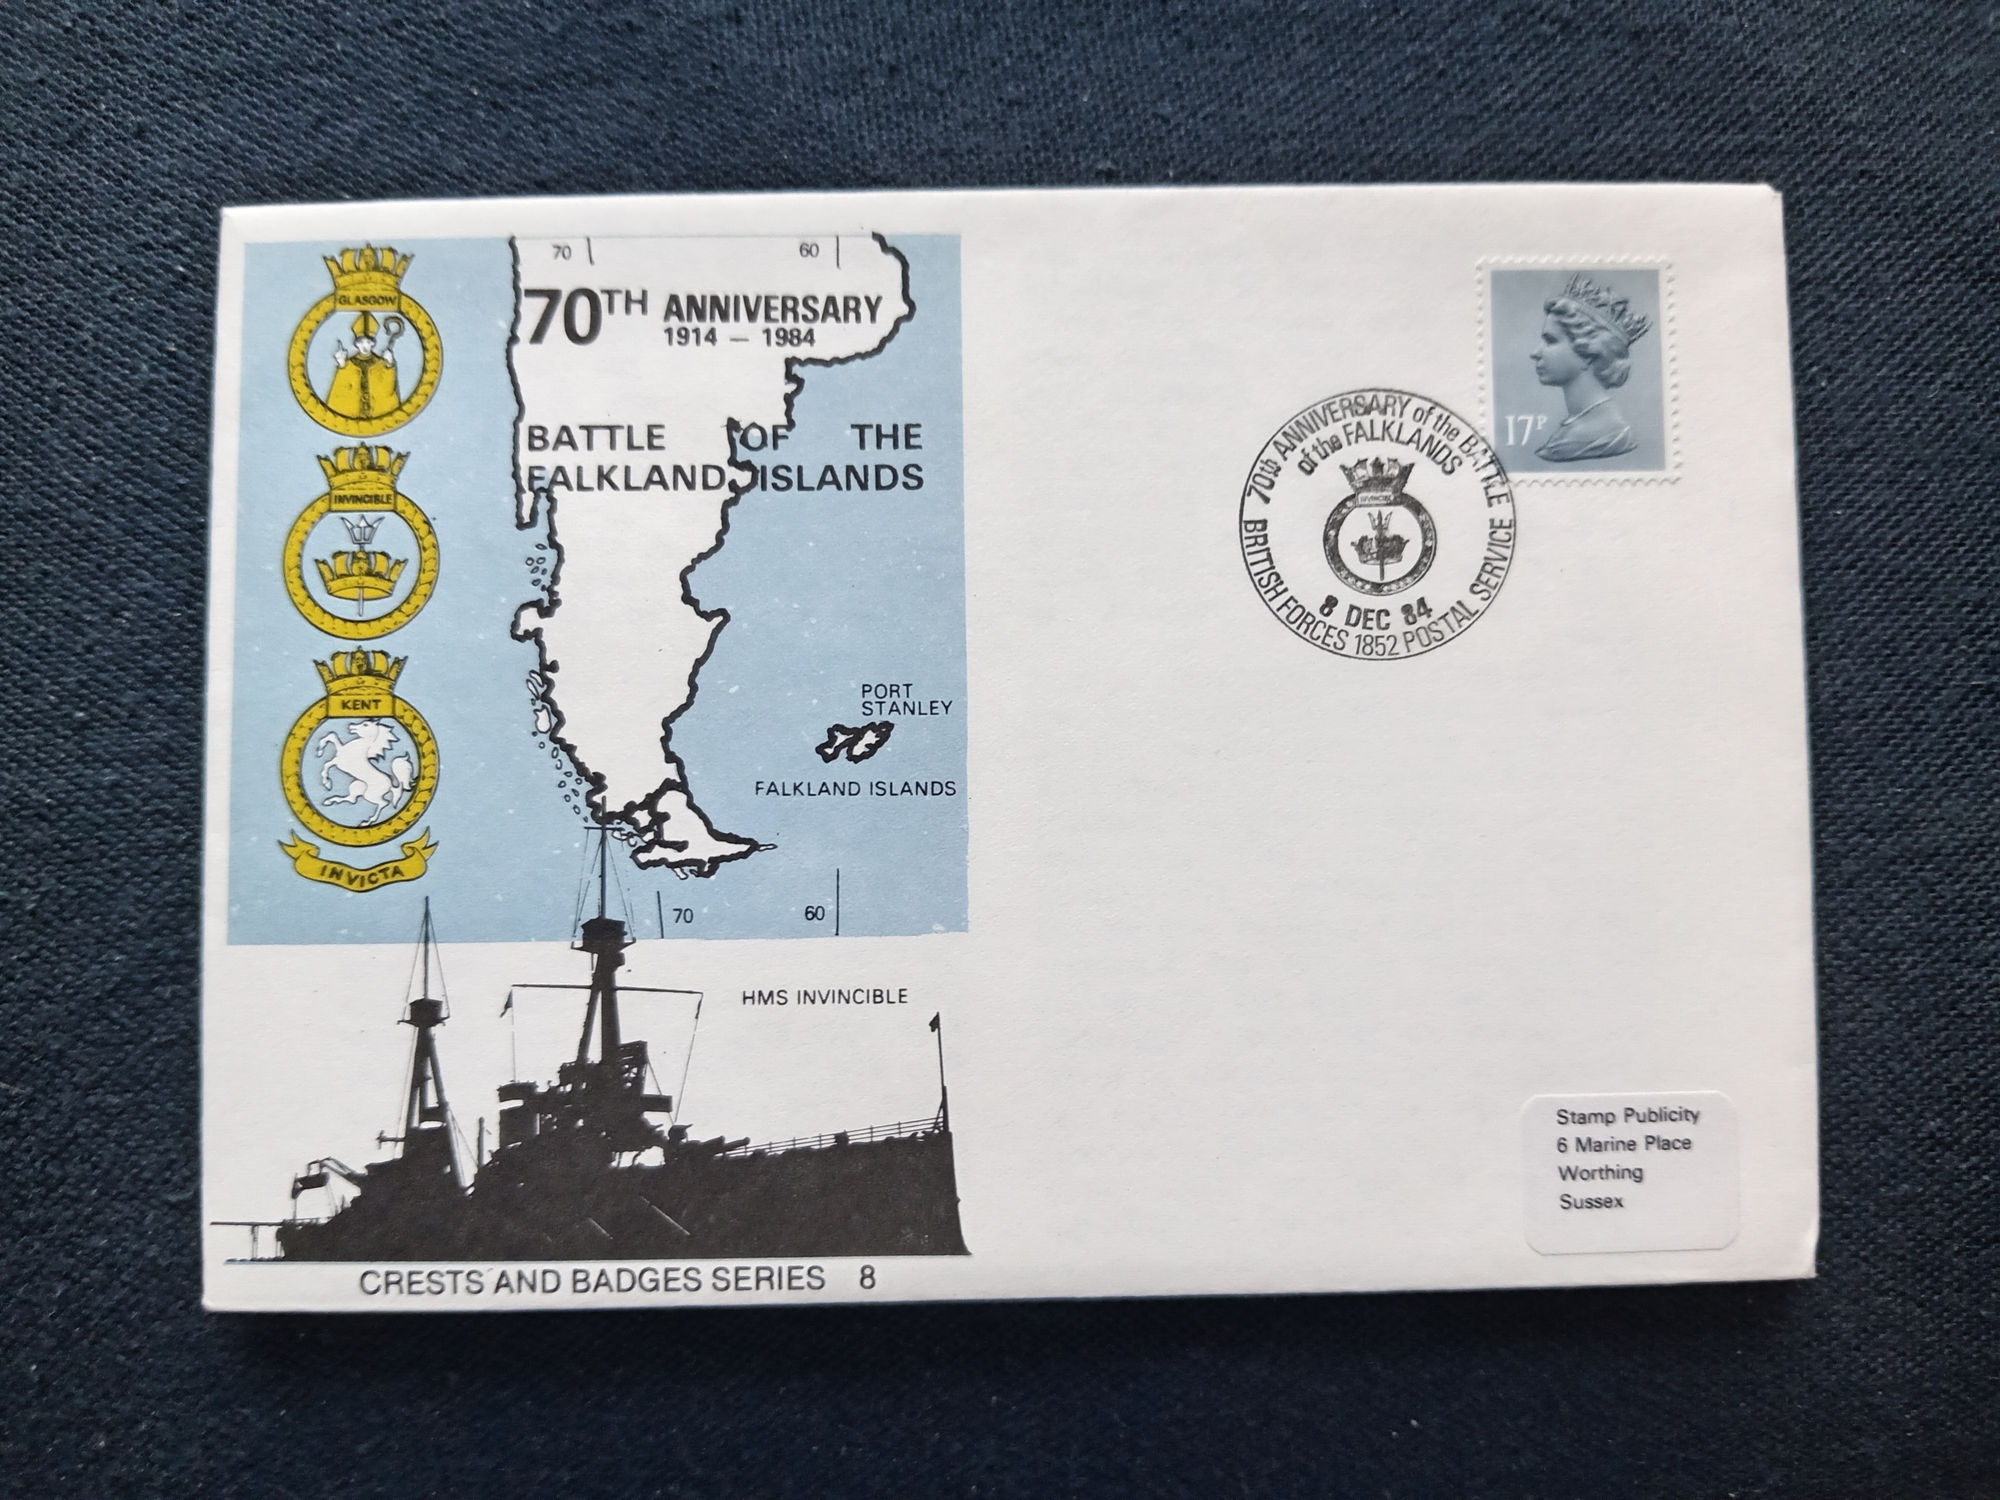 70 60
70TH ANNIVERSARY
1914 — 1984
BATTLE OF THE
FALKLAND ISLANDS
GLASGOW
INVINCIBLE
KENT
INVICTA
PORT
STANLEY
FALKLAND ISLANDS
70 60
HMS INVINCIBLE
CRESTS AND BADGES SERIES 8
17P
70th ANNIVERSARY of the BATTLE
of the FALKLANDS
INVINCIBLE
8 DEC 84
BRITISH FORCES 1852 POSTAL SERVICE
Stamp Publicity
6 Marine Place
Worthing
Sussex